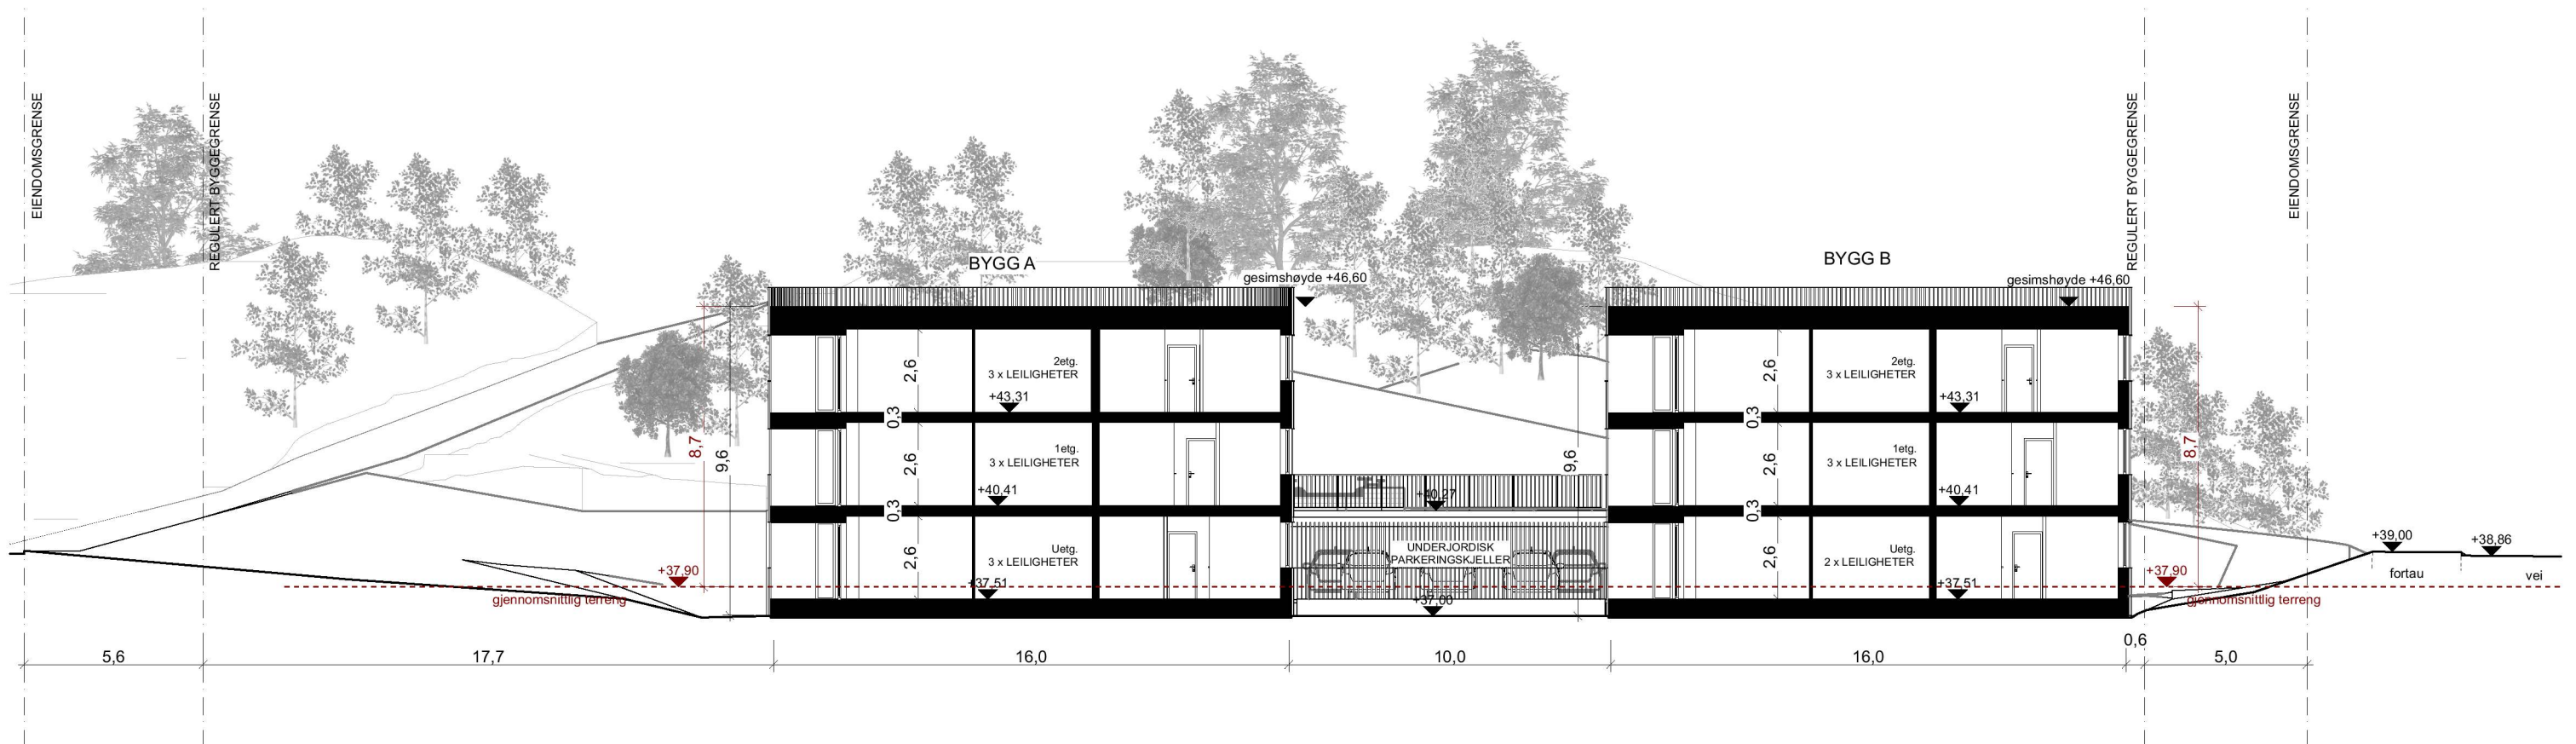 EIENDOMSGRENSE
REGULERT BYGGEGRENSE
BYGG A
gesimshøyde +46,60
BYGG B
gesimshøyde +46,60
REGULERT BYGGEGRENSE
EIENDOMSGRENSE
8,7
9,6
2,6
2etg.
3 x LEILIGHETER
+43,31
0,3
2,6
1etg.
3 x LEILIGHETER
+40,41
0,3
2,6
Uetg.
3 x LEILIGHETER
+37,51
+37,90
gjennomsnittlig terreng
9,6
+40,27
UNDERJORDISK
PARKERINGSKJELLER
+37,00
2,6
2etg.
3 x LEILIGHETER
+43,31
0,3
2,6
1etg.
3 x LEILIGHETER
+40,41
0,3
2,6
Uetg.
2 x LEILIGHETER
+37,51
8,7
+37,90
gjennomsnittlig terreng
+39,00
+38,86
fortau
vei
5,6
17,7
16,0
10,0
16,0
0,6
5,0